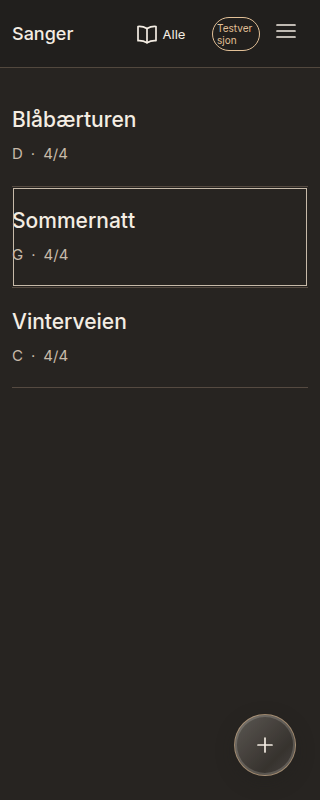 Sanger
Alle
Testver
sjon
Blåbærturen
D · 4/4
Sommernatt
G · 4/4
Vinterveien
C · 4/4